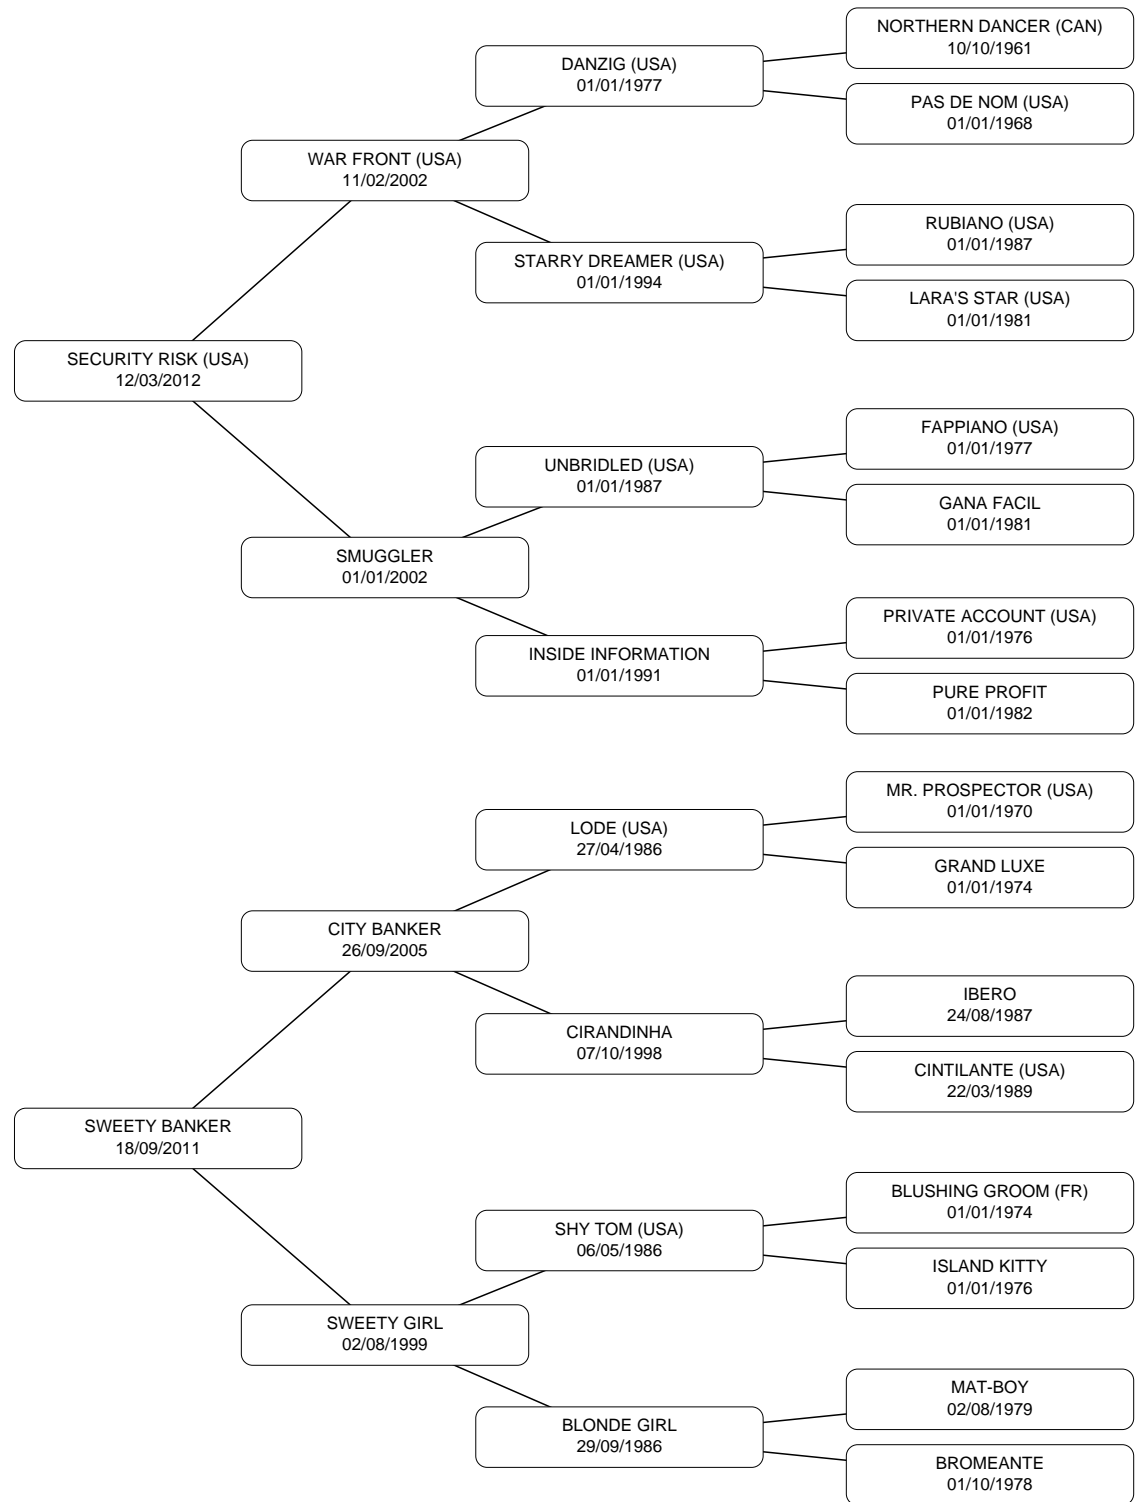 NORTHERN DANCER (CAN)
10/10/1961
DANZIG (USA)
01/01/1977
PAS DE NOM (USA)
01/01/1968
WAR FRONT (USA)
11/02/2002
RUBIANO (USA)
01/01/1987
STARRY DREAMER (USA)
01/01/1994
LARA'S STAR (USA)
01/01/1981
SECURITY RISK (USA)
12/03/2012
FAPPIANO (USA)
01/01/1977
UNBRIDLED (USA)
01/01/1987
GANA FACIL
01/01/1981
SMUGGLER
01/01/2002
PRIVATE ACCOUNT (USA)
01/01/1976
INSIDE INFORMATION
01/01/1991
PURE PROFIT
01/01/1982
MR. PROSPECTOR (USA)
01/01/1970
LODE (USA)
27/04/1986
GRAND LUXE
01/01/1974
CITY BANKER
26/09/2005
IBERO
24/08/1987
CIRANDINHA
07/10/1998
CINTILANTE (USA)
22/03/1989
SWEETY BANKER
18/09/2011
BLUSHING GROOM (FR)
01/01/1974
SHY TOM (USA)
06/05/1986
ISLAND KITTY
01/01/1976
SWEETY GIRL
02/08/1999
MAT-BOY
02/08/1979
BLONDE GIRL
29/09/1986
BROMEANTE
01/10/1978